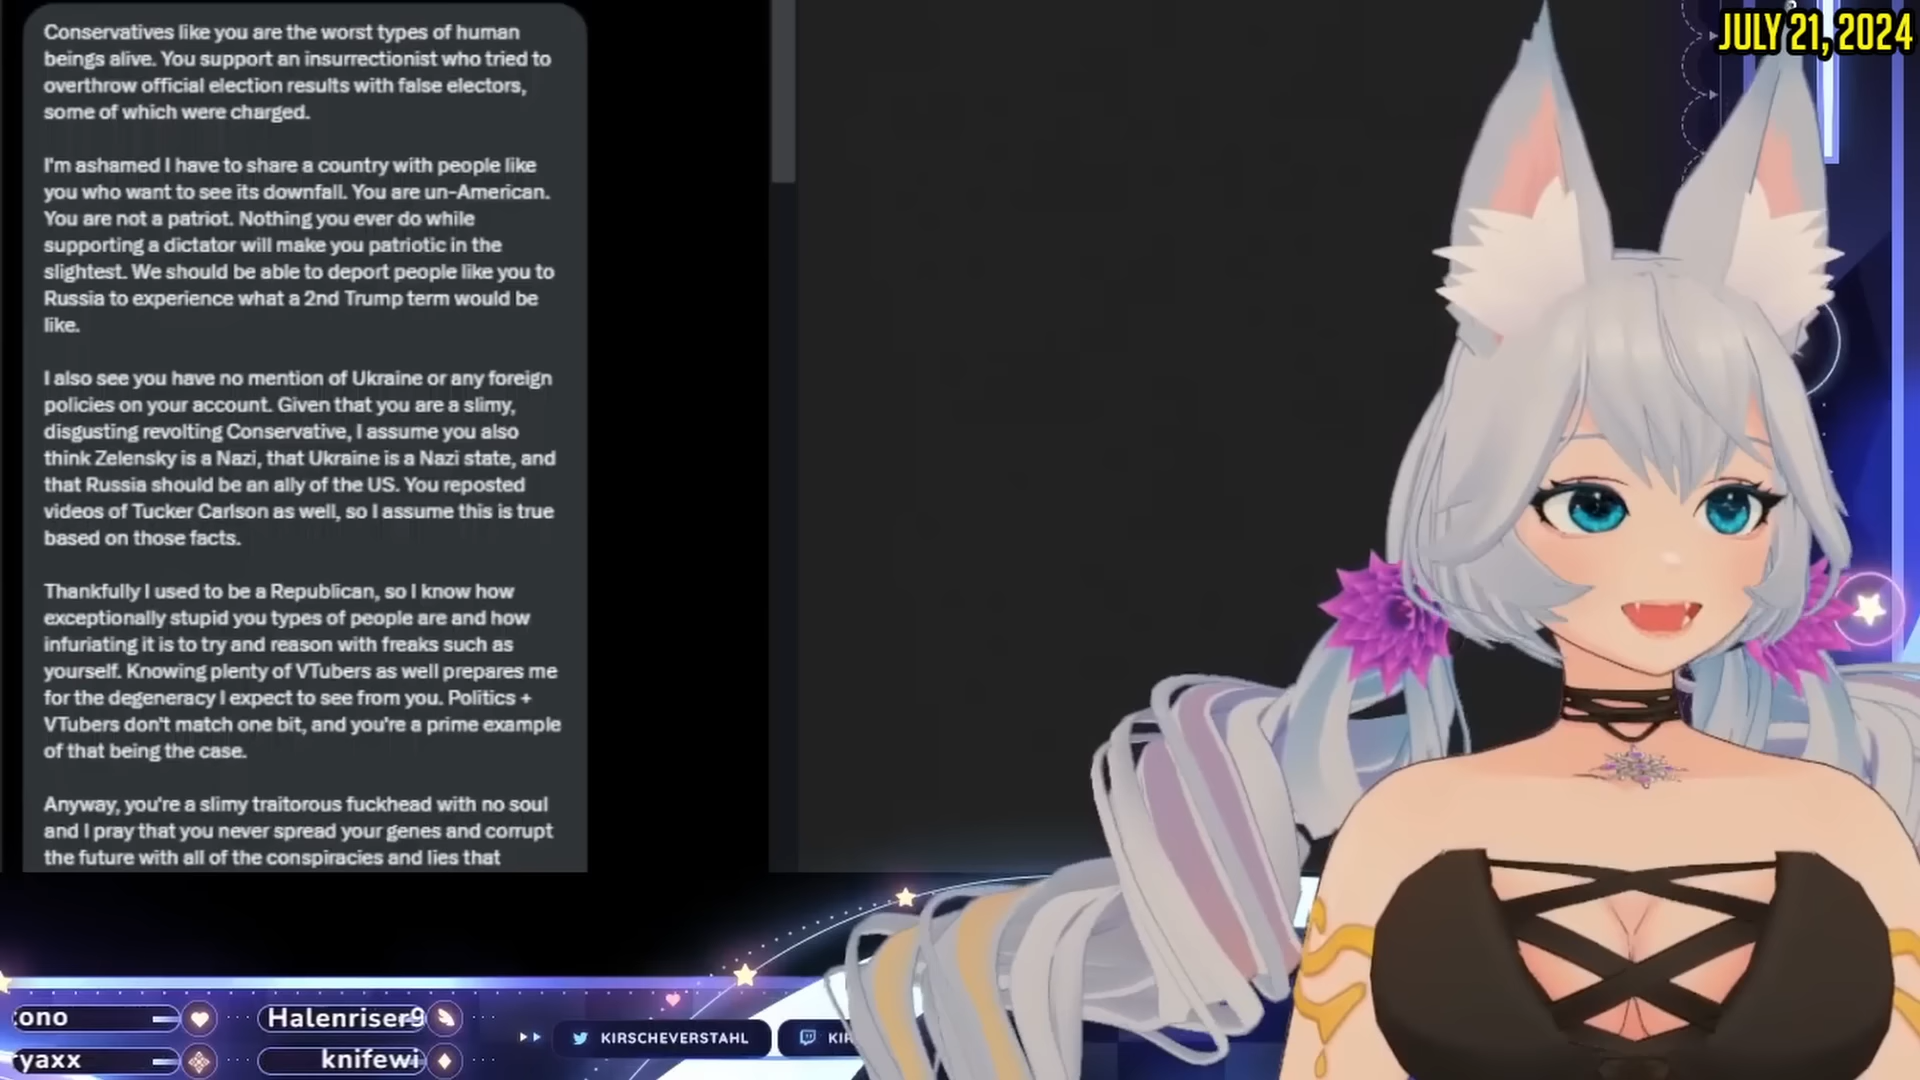 JULY 21, 2024
Conservatives like you are the worst types of human
beings alive. You support an insurrectionist who tried to
overthrow official election results with false electors,
some of which were charged.
I'm ashamed I have to share a country with people like
you who want to see its downfall. You are un-American.
You are not a patriot. Nothing you ever do while
supporting a dictator will make you patriotic in the
slightest. We should be able to deport people like you to
Russia to experience what a 2nd Trump term would be
like.
I also see you have no mention of Ukraine or any foreign
policies on your account. Given that you are a slimy,
disgusting revolting Conservative, I assume you also
think Zelensky is a Nazi, that Ukraine is a Nazi state, and
that Russia should be an ally of the US. You reposted
videos of Tucker Carlson as well, so I assume this is true
based on those facts.
Thankfully I used to be a Republican, so I know how
exceptionally stupid you types of people are and how
infuriating it is to try and reason with freaks such as
yourself. Knowing plenty of VTubers as well prepares me
for the degeneracy I expect to see from you. Politics +
VTubers don't match one bit, and you're a prime example
of that being the case.
Anyway, you're a slimy traitorous fuckhead with no soul
and I pray that you never spread your genes and corrupt
the future with all of the conspiracies and lies that
ono
Halenriser9
KIRSCHEVERSTAHL
KIR
yaxx
knifewi